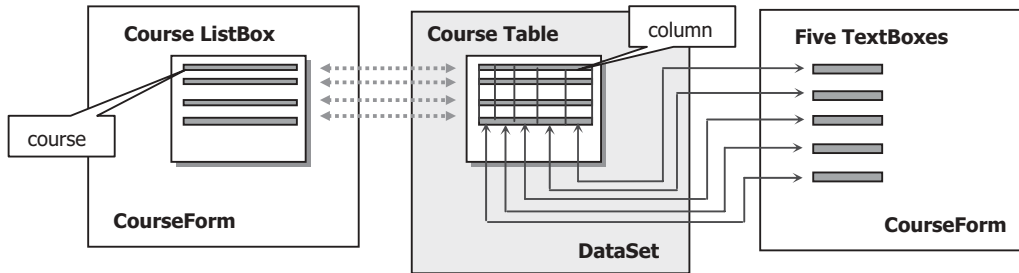 Course ListBox
course
CourseForm
Course Table
column
DataSet
Five TextBoxes
CourseForm